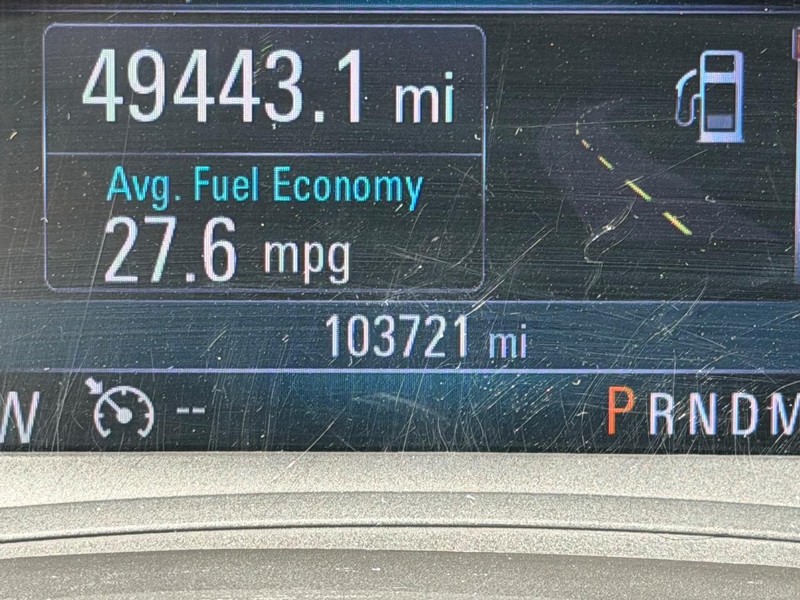 49443.1 mi
Avg. Fuel Economy
27.6 mpg
103721 mi
W -- PRNDM